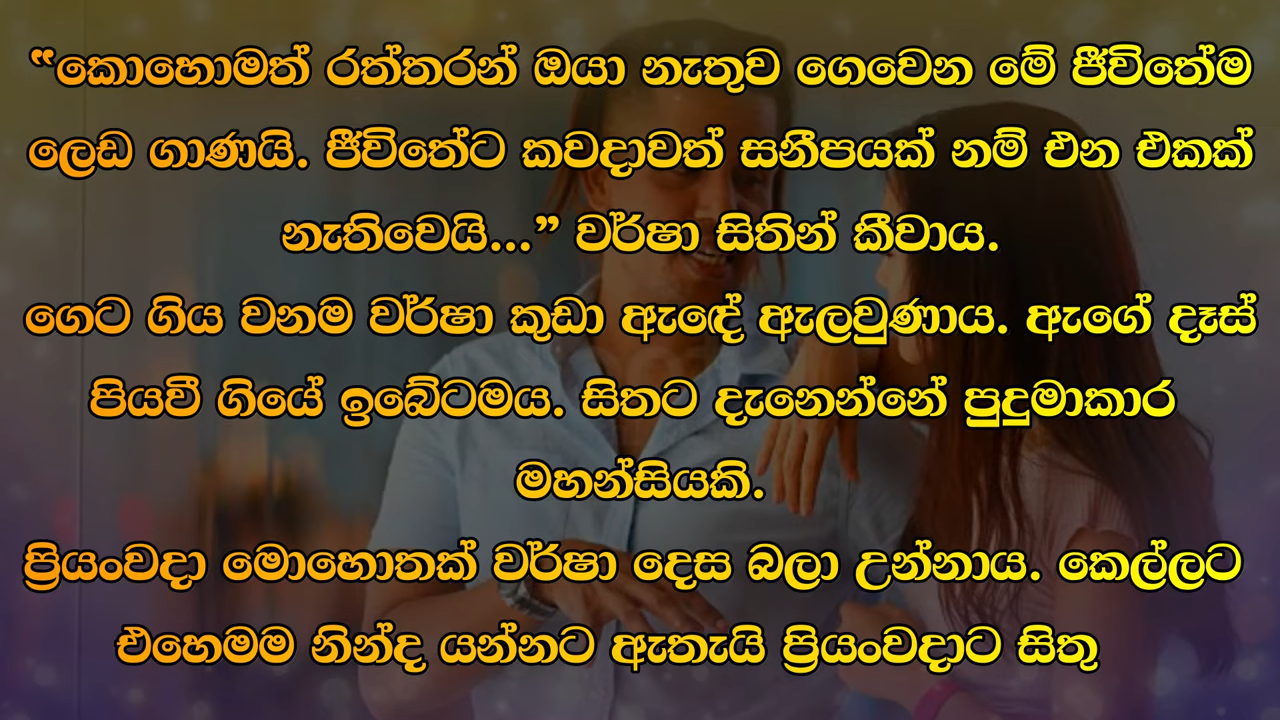 “කොහොමත් රත්තරන් ඔයා නැතුව ගෙවෙන මේ ජීවිතේම
ලෙඩ ගාණයි. ජීවිතේට කවදාවත් සනීපයක් නම් එන එකක්
නැතිවෙයි...” වර්ෂා සිතින් කීවාය.
ගෙට ගිය වනම වර්ෂා කුඩා ඇඳේ ඇලවුණාය. ඇගේ දෑස්
පියවී ගියේ ඉබේටමය. සිතට දැනෙන්නේ පුදුමාකාර
මහන්සියකි.
ප්‍රියංවදා මොහොතක් වර්ෂා දෙස බලා උන්නාය. කෙල්ලට
එහෙමම නින්ද යන්නට ඇතැයි ප්‍රියංවදාට සිතු